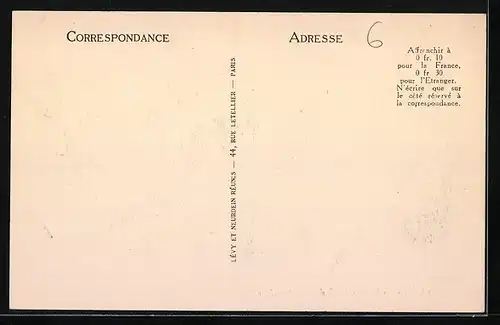 CORRESPONDANCE
ADRESSE
6
Affranchir à
0 fr. 10
pour la France,
0 fr. 30
pour l'Etranger.
N'écrire que sur
le côté réservé à
la correspondance.
LÉVY ET NEURDEIN RÉUNIS — 44, RUE LETELLIER — PARIS